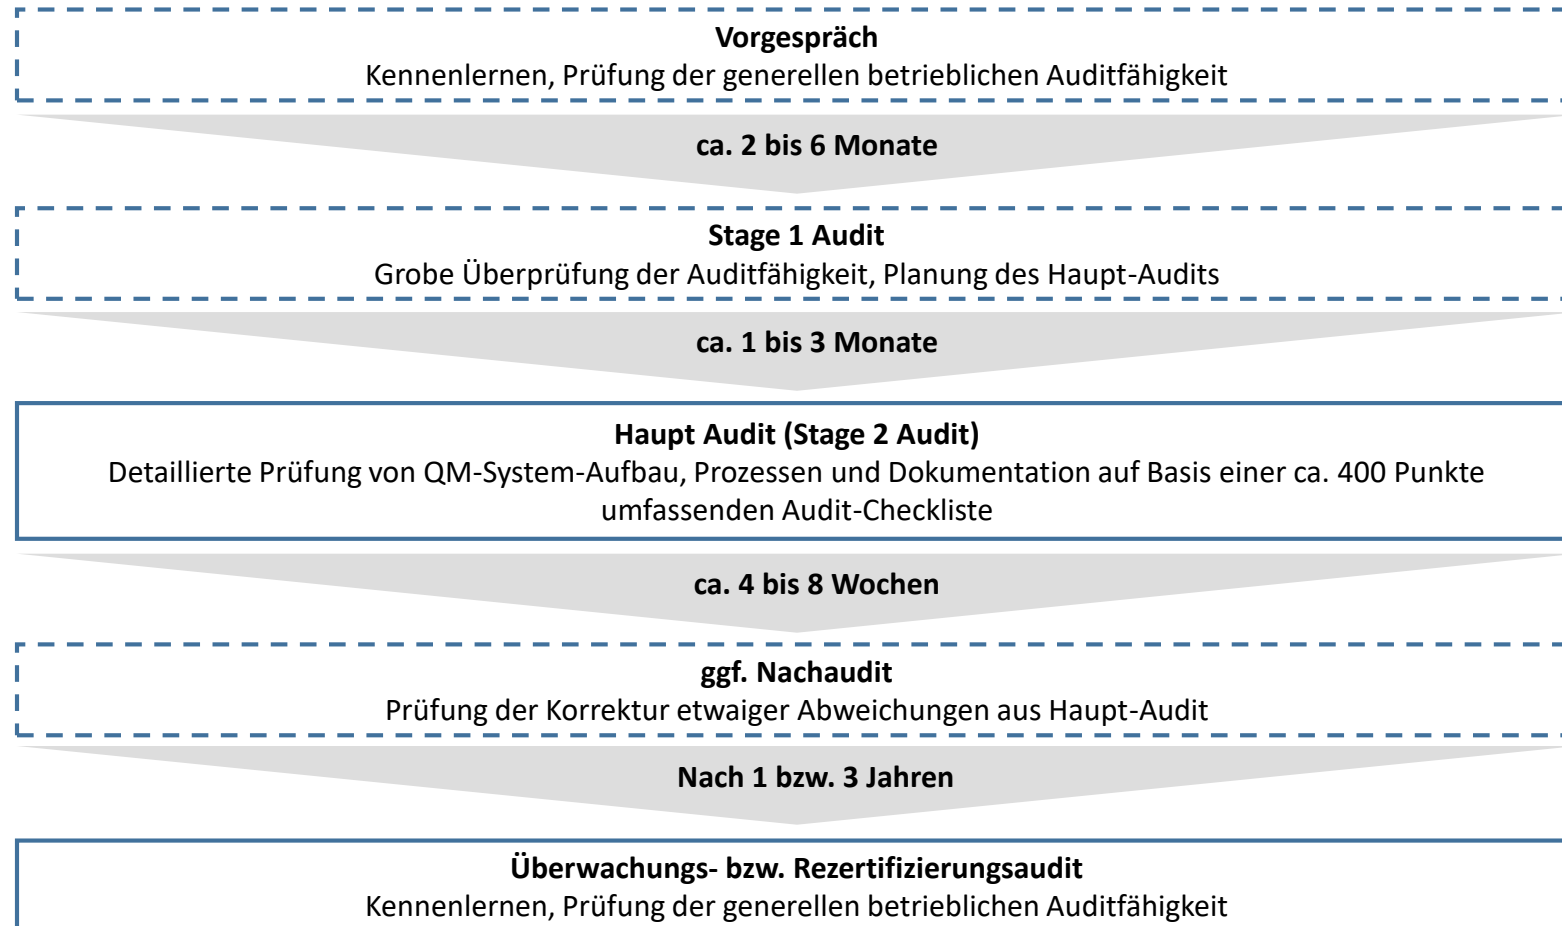 Vorgespräch
Kennenlernen, Prüfung der generellen betrieblichen Auditfähigkeit
ca. 2 bis 6 Monate
Stage 1 Audit
Grobe Überprüfung der Auditfähigkeit, Planung des Haupt-Audits
ca. 1 bis 3 Monate
Haupt Audit (Stage 2 Audit)
Detaillierte Prüfung von QM-System-Aufbau, Prozessen und Dokumentation auf Basis einer ca. 400 Punkte
umfassenden Audit-Checkliste
ca. 4 bis 8 Wochen
ggf. Nachaudit
Prüfung der Korrektur etwaiger Abweichungen aus Haupt-Audit
Nach 1 bzw. 3 Jahren
Überwachungs- bzw. Rezertifizierungsaudit
Kennenlernen, Prüfung der generellen betrieblichen Auditfähigkeit